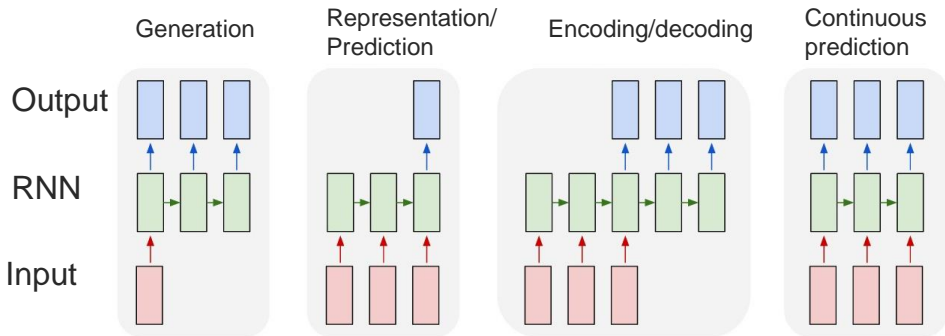 Generation
Representation/
Prediction
Encoding/decoding
Continuous
prediction
Output
RNN
Input